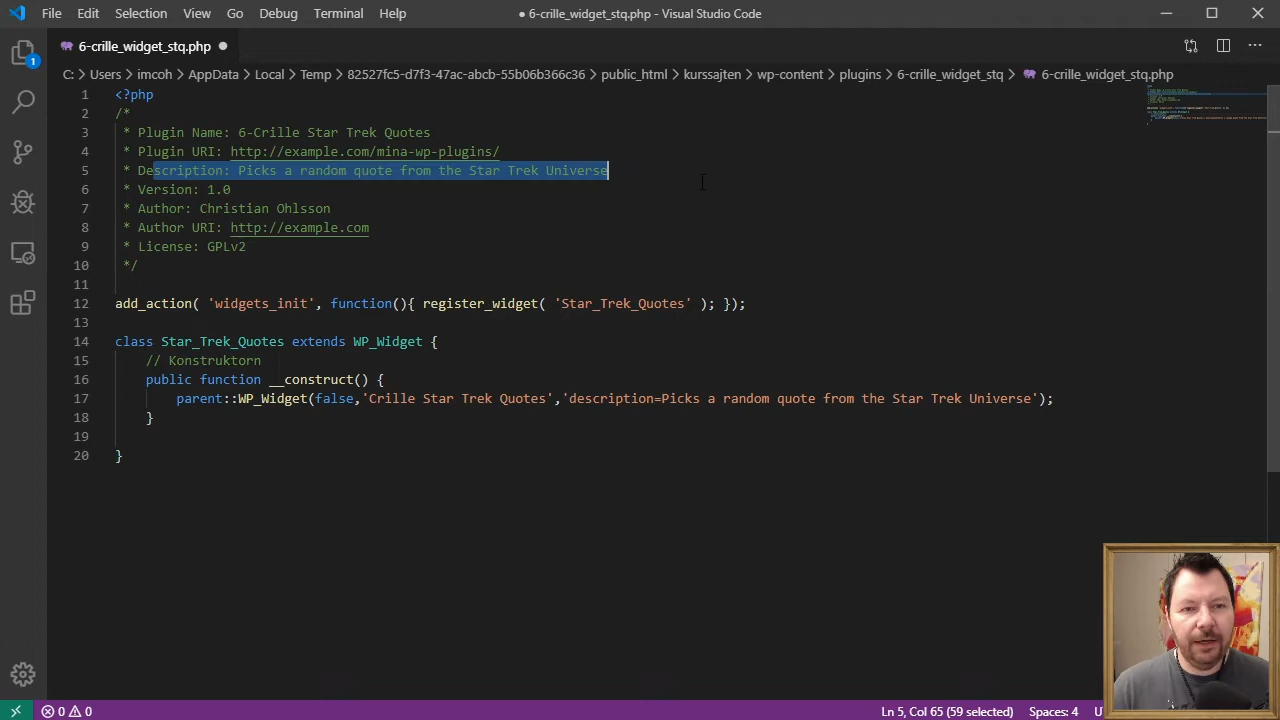 File Edit Selection View Go Debug Terminal Help
● 6-crille_widget_stq.php - Visual Studio Code
6-crille_widget_stq.php ●
C: > Users > imcoh > AppData > Local > Temp > 82527fc5-d7f3-47ac-abcb-55b06b366c36 > public_html > kurssajten > wp-content > plugins > 6-crille_widget_stq > 6-crille_widget_stq.php
1
1 <?php
2 /*
3 * Plugin Name: 6-Crille Star Trek Quotes
4 * Plugin URI: http://example.com/mina-wp-plugins/
5 * Description: Picks a random quote from the Star Trek Universe
6 * Version: 1.0
7 * Author: Christian Ohlsson
8 * Author URI: http://example.com
9 * License: GPLv2
10 */
11
12 add_action( 'widgets_init', function(){ register_widget( 'Star_Trek_Quotes' ); });
13
14 class Star_Trek_Quotes extends WP_Widget {
15 // Konstruktorn
16 public function __construct() {
17 parent::WP_Widget(false,'Crille Star Trek Quotes','description=Picks a random quote from the Star Trek Universe');
18 }
19
20 }
0 0 Ln 5, Col 65 (59 selected) Spaces: 4